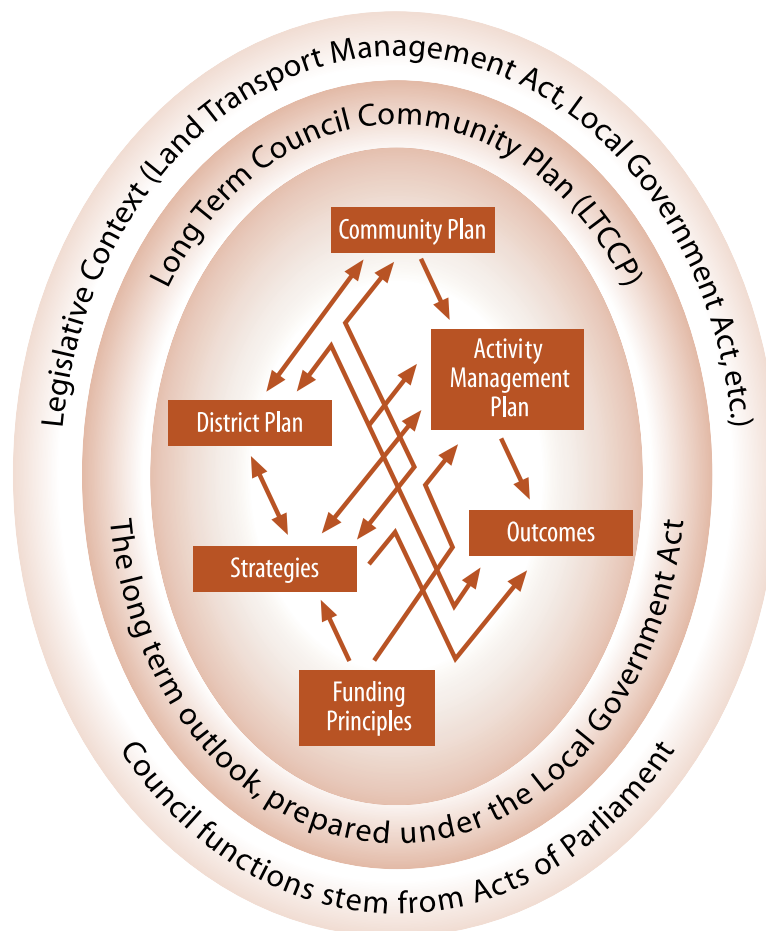 Legislative Context (Land Transport Management Act, Local Government Act, etc.)
Long Term Council Community Plan (LTCCP)
Community Plan
Activity
Management
Plan
District Plan
Outcomes
Strategies
Funding
Principles
The long term outlook, prepared under the Local Government Act
Council functions stem from Acts of Parliament